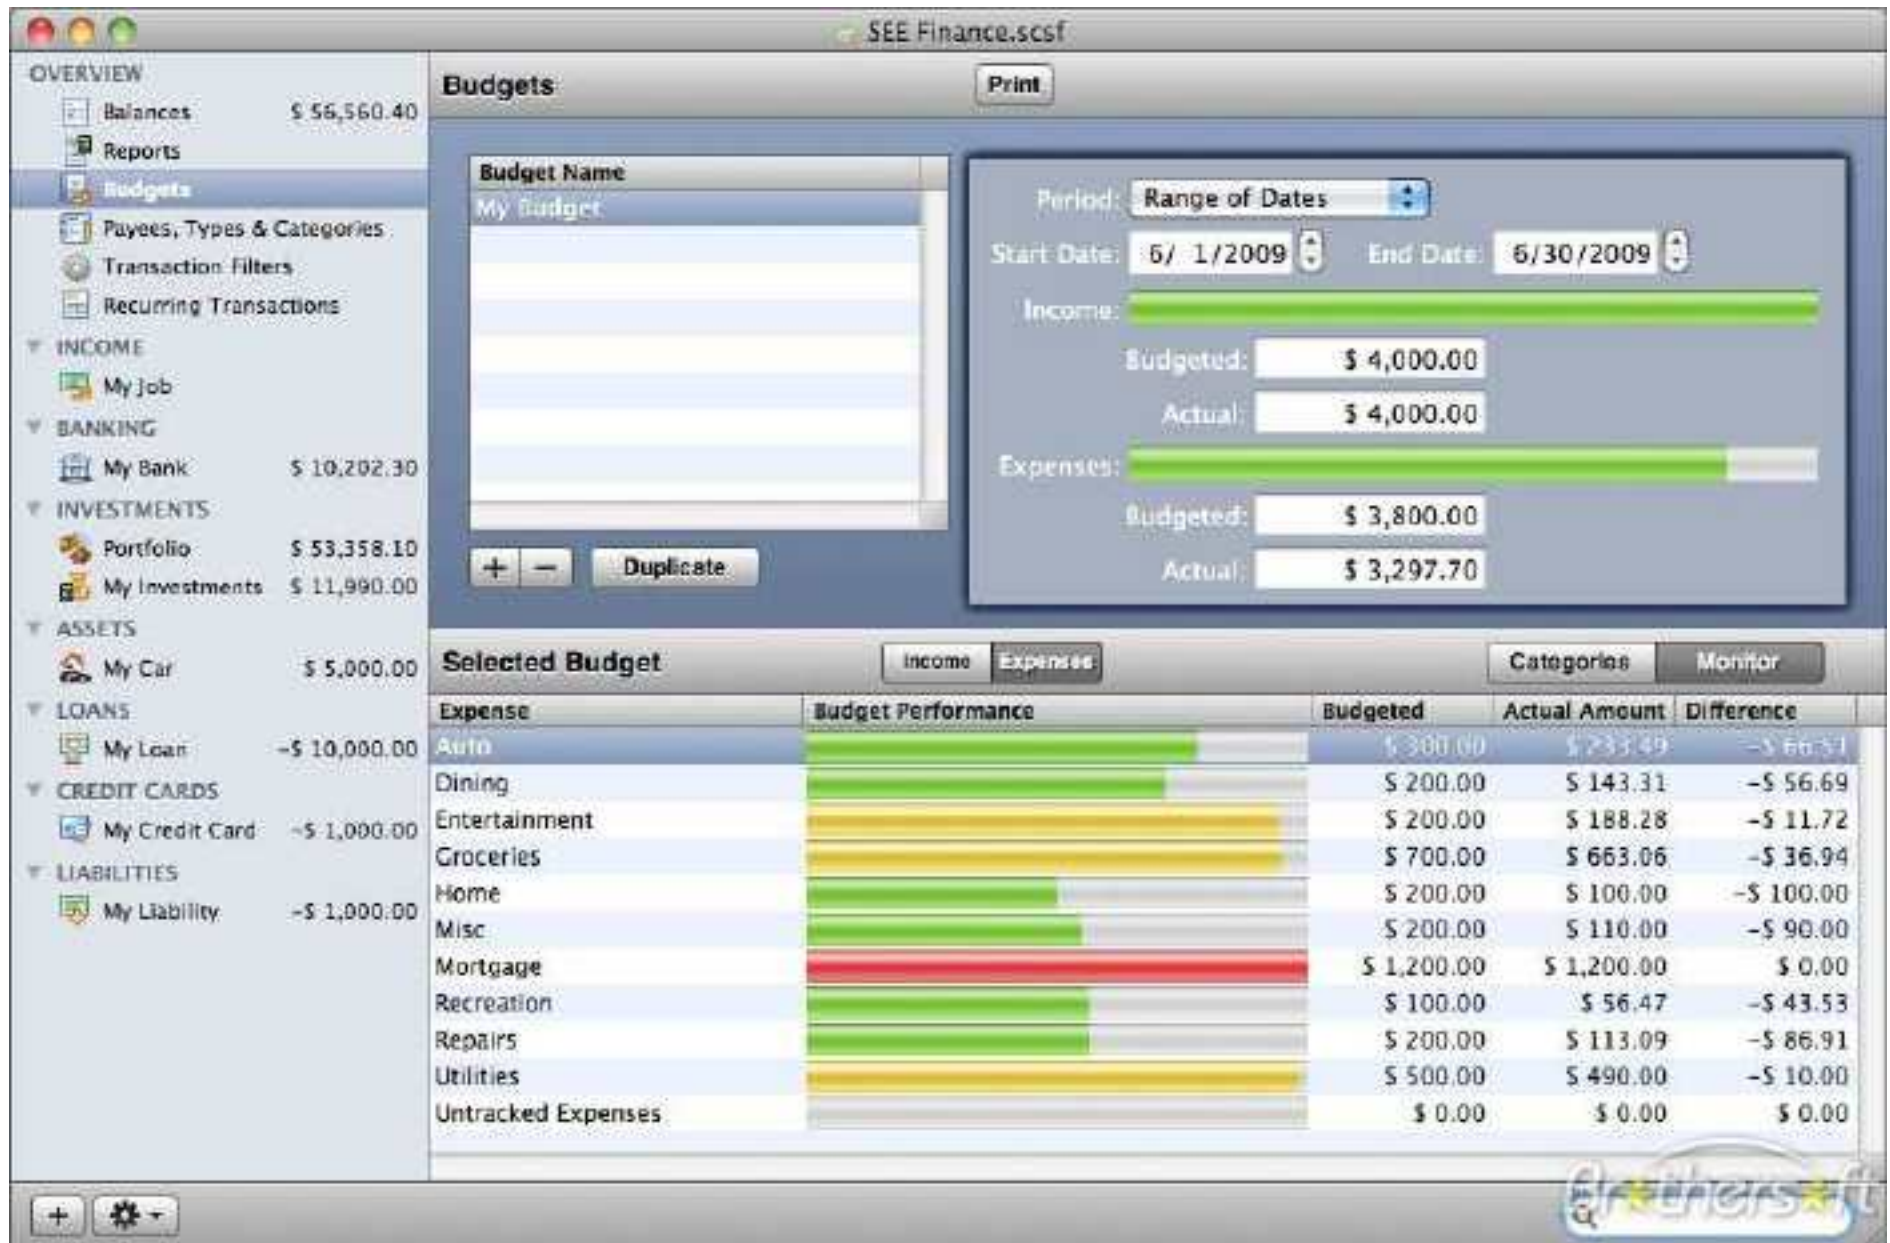 SEE Finance.scsf
OVERVIEW
Balances $ 56,560.40
Reports
Budgets
Payees, Types & Categories
Transaction Filters
Recurring Transactions
INCOME
My Job
BANKING
My Bank $ 10,202.30
INVESTMENTS
Portfolio $ 53,358.10
My Investments $ 11,990.00
ASSETS
My Car $ 5,000.00
LOANS
My Loan -$ 10,000.00
CREDIT CARDS
My Credit Card -$ 1,000.00
LIABILITIES
My Liability -$ 1,000.00
Budgets Print
Budget Name
My Budget
Duplicate
Period: Range of Dates
Start Date: 6/ 1/2009 End Date: 6/30/2009
Income:
Budgeted: $ 4,000.00
Actual: $ 4,000.00
Expenses:
Budgeted: $ 3,800.00
Actual: $ 3,297.70
Selected Budget Income Expenses Categories Monitor
Expense Budget Performance Budgeted Actual Amount Difference
Auto $ 300.00 $ 233.49 -$ 66.51
Dining $ 200.00 $ 143.31 -$ 56.69
Entertainment $ 200.00 $ 188.28 -$ 11.72
Groceries $ 700.00 $ 663.06 -$ 36.94
Home $ 200.00 $ 100.00 -$ 100.00
Misc $ 200.00 $ 110.00 -$ 90.00
Mortgage $ 1,200.00 $ 1,200.00 $ 0.00
Recreation $ 100.00 $ 56.47 -$ 43.53
Repairs $ 200.00 $ 113.09 -$ 86.91
Utilities $ 500.00 $ 490.00 -$ 10.00
Untracked Expenses $ 0.00 $ 0.00 $ 0.00
Brothersoft